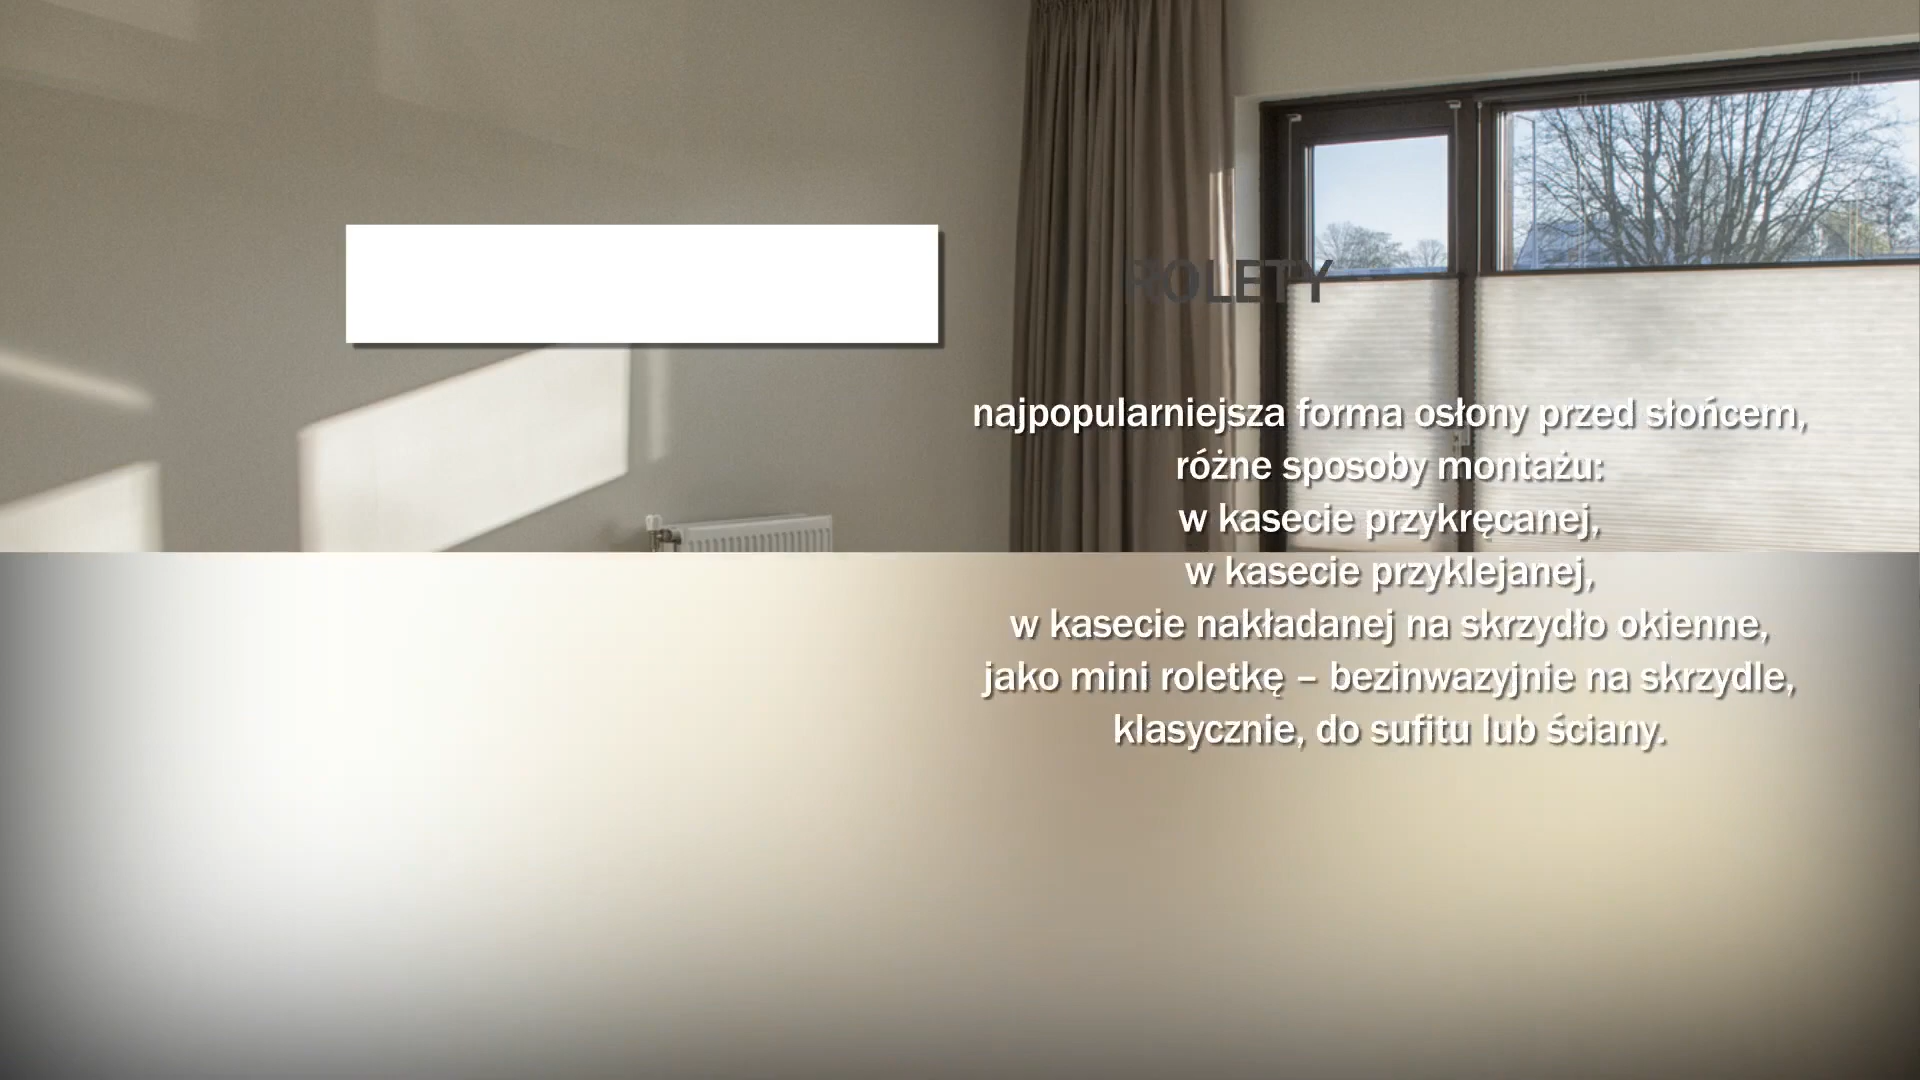 ROLETY
najpopularniejsza forma osłony przed słońcem,
różne sposoby montażu:
w kasecie przykręcanej,
w kasecie przyklejanej,
w kasecie nakładanej na skrzydło okienne,
jako mini roletkę – bezinwazyjnie na skrzydle,
klasycznie, do sufitu lub ściany.